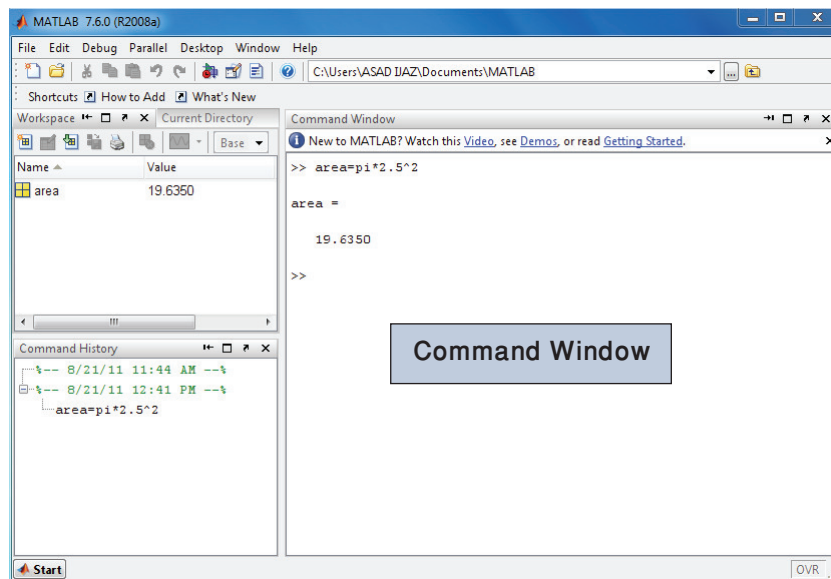 MATLAB 7.6.0 (R2008a)
File Edit Debug Parallel Desktop Window Help
C:\Users\ASAD IJAZ\Documents\MATLAB
Shortcuts How to Add What's New
Workspace Current Directory
Base
Name Value
area 19.6350
Command History
%-- 8/21/11 11:44 AM --%
%-- 8/21/11 12:41 PM --%
area=pi*2.5^2
Command Window
New to MATLAB? Watch this Video, see Demos, or read Getting Started.
>> area=pi*2.5^2
area =
19.6350
>>
Command Window
Start
OVR